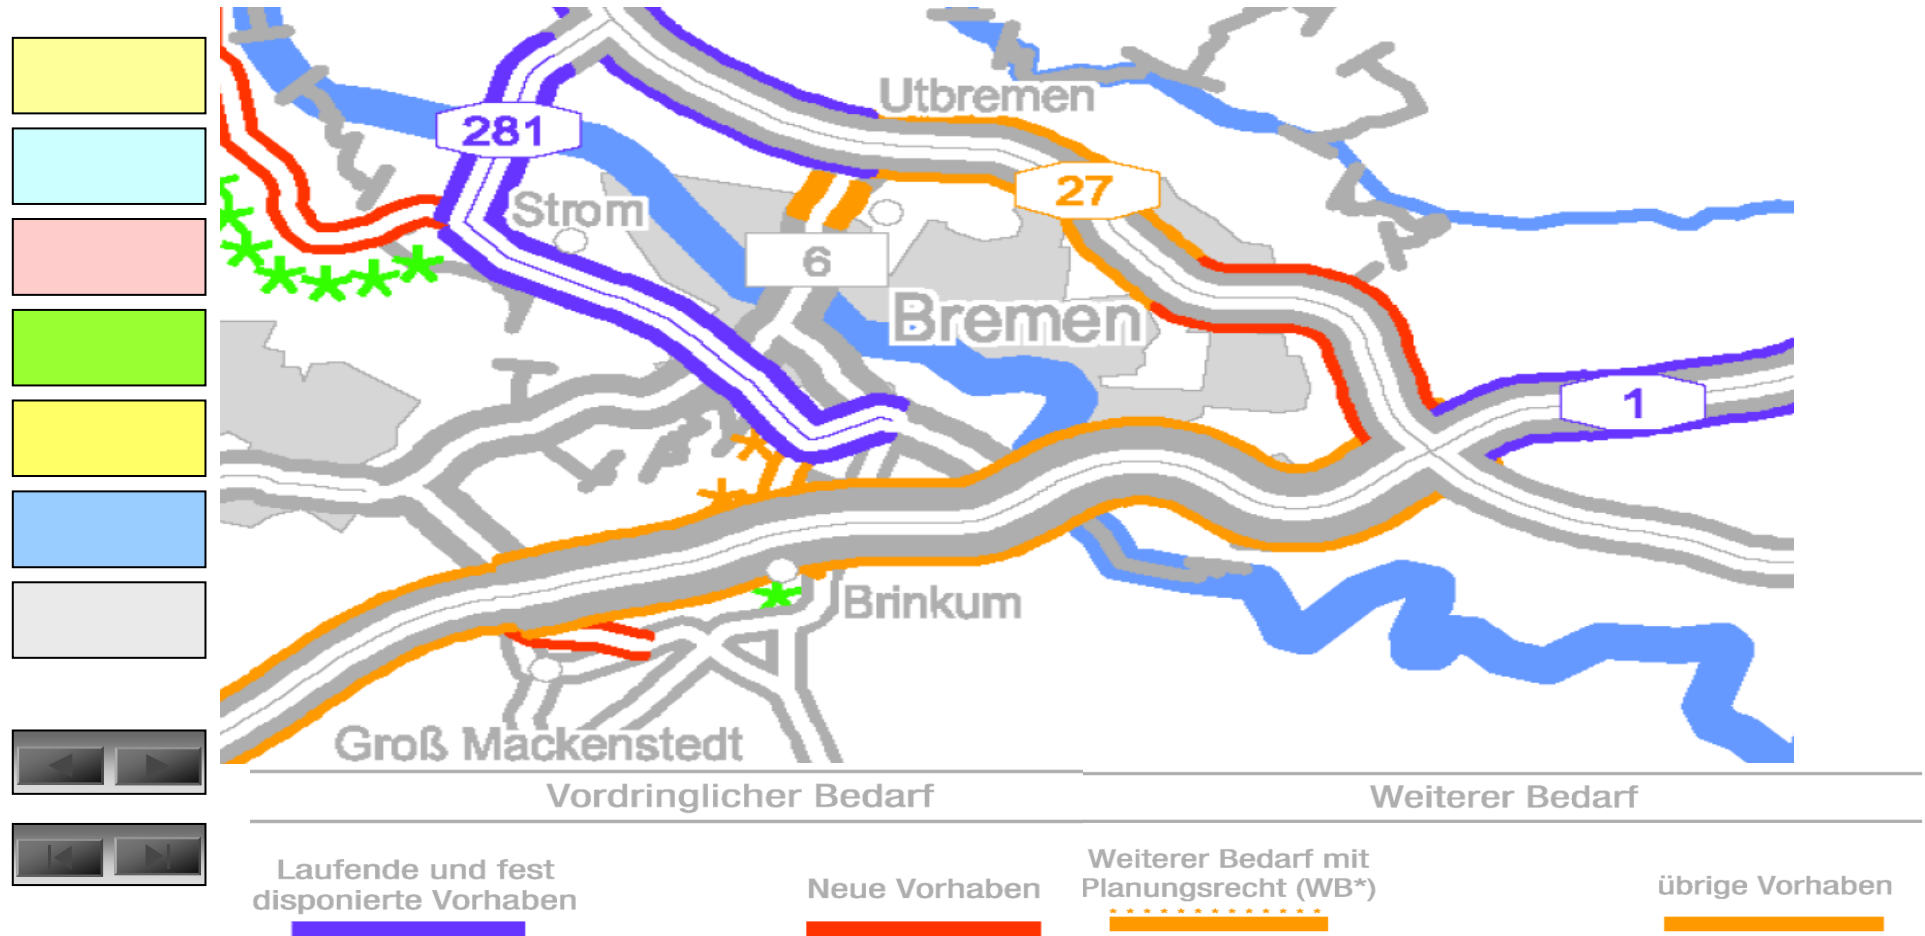 Utbremen
281
27
Strom
6
Bremen
1
Brinkum
Groß Mackenstedt
Vordringlicher Bedarf
Weiterer Bedarf
Laufende und fest
disponierte Vorhaben
Neue Vorhaben
Weiterer Bedarf mit
Planungsrecht (WB*)
übrige Vorhaben